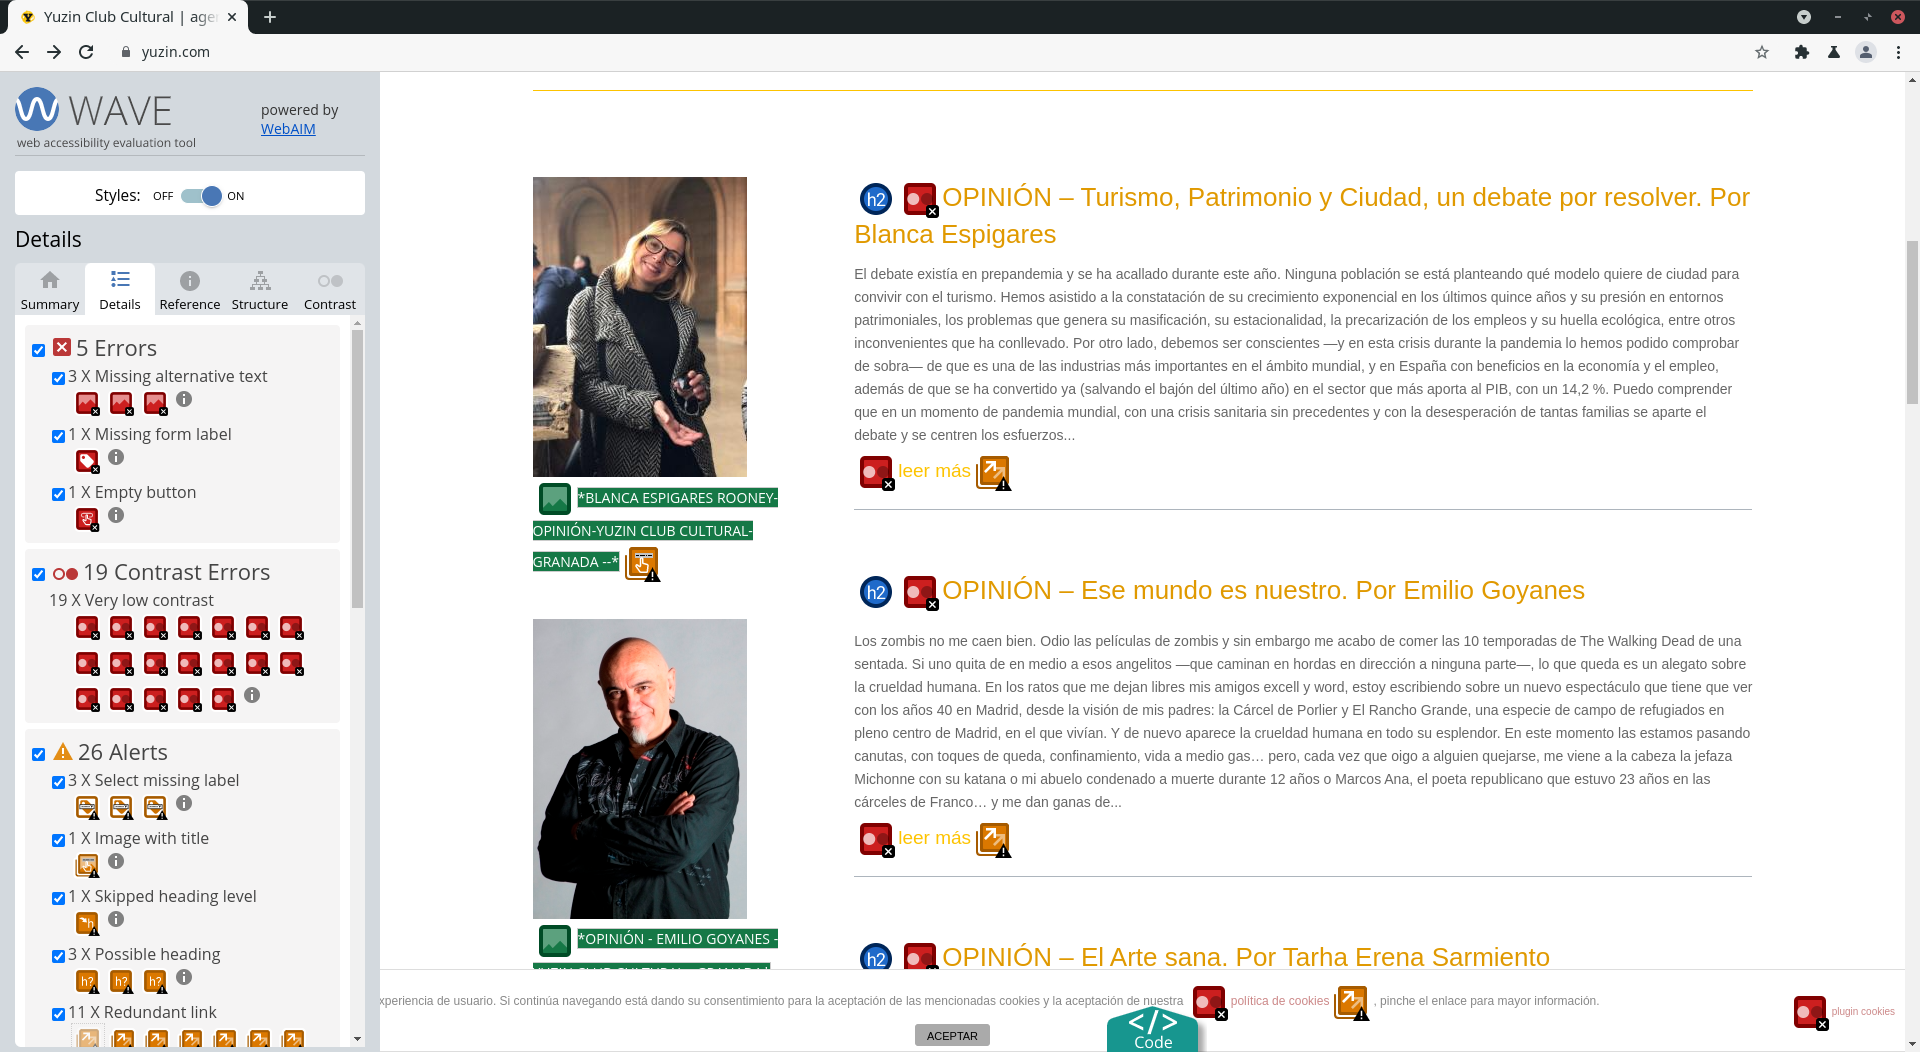 Yuzin Club Cultural | age
yuzin.com
WAVE
web accessibility evaluation tool
powered by
WebAIM
Styles: OFF ON
Details
Summary Details Reference Structure Contrast
5 Errors
3 X Missing alternative text
1 X Missing form label
1 X Empty button
19 Contrast Errors
19 X Very low contrast
26 Alerts
3 X Select missing label
1 X Image with title
1 X Skipped heading level
h
3 X Possible heading
h? h? h?
11 X Redundant link
h2 OPINIÓN – Turismo, Patrimonio y Ciudad, un debate por resolver. Por
Blanca Espigares
El debate existía en prepandemia y se ha acallado durante este año. Ninguna población se está planteando qué modelo quiere de ciudad para
convivir con el turismo. Hemos asistido a la constatación de su crecimiento exponencial en los últimos quince años y su presión en entornos
patrimoniales, los problemas que genera su masificación, su estacionalidad, la precarización de los empleos y su huella ecológica, entre otros
inconvenientes que ha conllevado. Por otro lado, debemos ser conscientes —y en esta crisis durante la pandemia lo hemos podido comprobar
de sobra— de que es una de las industrias más importantes en el ámbito mundial, y en España con beneficios en la economía y el empleo,
además de que se ha convertido ya (salvando el bajón del último año) en el sector que más aporta al PIB, con un 14,2 %. Puedo comprender
que en un momento de pandemia mundial, con una crisis sanitaria sin precedentes y con la desesperación de tantas familias se aparte el
debate y se centren los esfuerzos...
leer más
*BLANCA ESPIGARES ROONEY-
OPINIÓN-YUZIN CLUB CULTURAL-
GRANADA --*
h2 OPINIÓN – Ese mundo es nuestro. Por Emilio Goyanes
Los zombis no me caen bien. Odio las películas de zombis y sin embargo me acabo de comer las 10 temporadas de The Walking Dead de una
sentada. Si uno quita de en medio a esos angelitos —que caminan en hordas en dirección a ninguna parte—, lo que queda es un alegato sobre
la crueldad humana. En los ratos que me dejan libres mis amigos excell y word, estoy escribiendo sobre un nuevo espectáculo que tiene que ver
con los años 40 en Madrid, desde la visión de mis padres: la Cárcel de Porlier y El Rancho Grande, una especie de campo de refugiados en
pleno centro de Madrid, en el que vivían. Y de nuevo aparece la crueldad humana en todo su esplendor. En este momento las estamos pasando
canutas, con toques de queda, confinamiento, vida a medio gas… pero, cada vez que oigo a alguien quejarse, me viene a la cabeza la jefaza
Michonne con su katana o mi abuelo condenado a muerte durante 12 años o Marcos Ana, el poeta republicano que estuvo 23 años en las
cárceles de Franco… y me dan ganas de...
leer más
*OPINIÓN - EMILIO GOYANES -
h2 OPINIÓN – El Arte sana. Por Tarha Erena Sarmiento
xperiencia de usuario. Si continúa navegando está dando su consentimiento para la aceptación de las mencionadas cookies y la aceptación de nuestra política de cookies , pinche el enlace para mayor información.
plugin cookies
ACEPTAR
</> Code